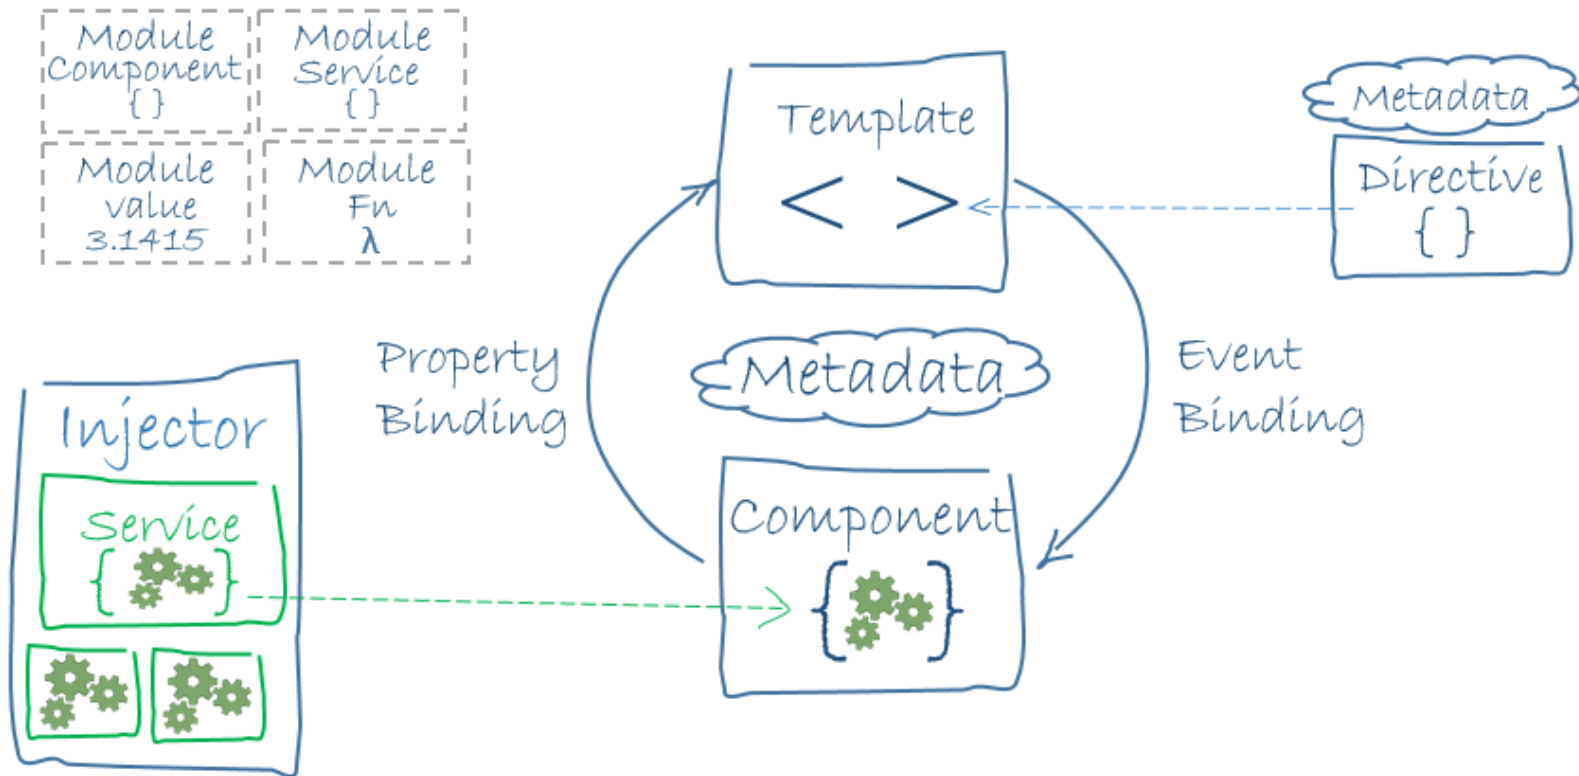 Module
Component
{ }
Module
Service
{ }
Module
value
3.1415
Module
Fn
λ
Template
< >
Metadata
Directive
{ }
Property
Binding
Metadata
Event
Binding
Injector
Service
{ }
Component
{ }